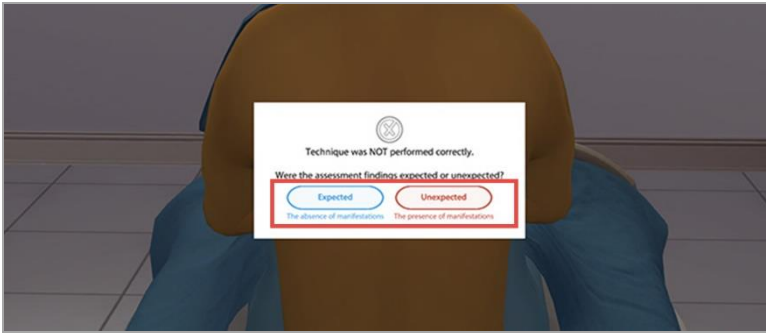 Technique was NOT performed correctly.
Were the assessment findings expected or unexpected?
Expected
Unexpected
The absence of manifestations
The presence of manifestations